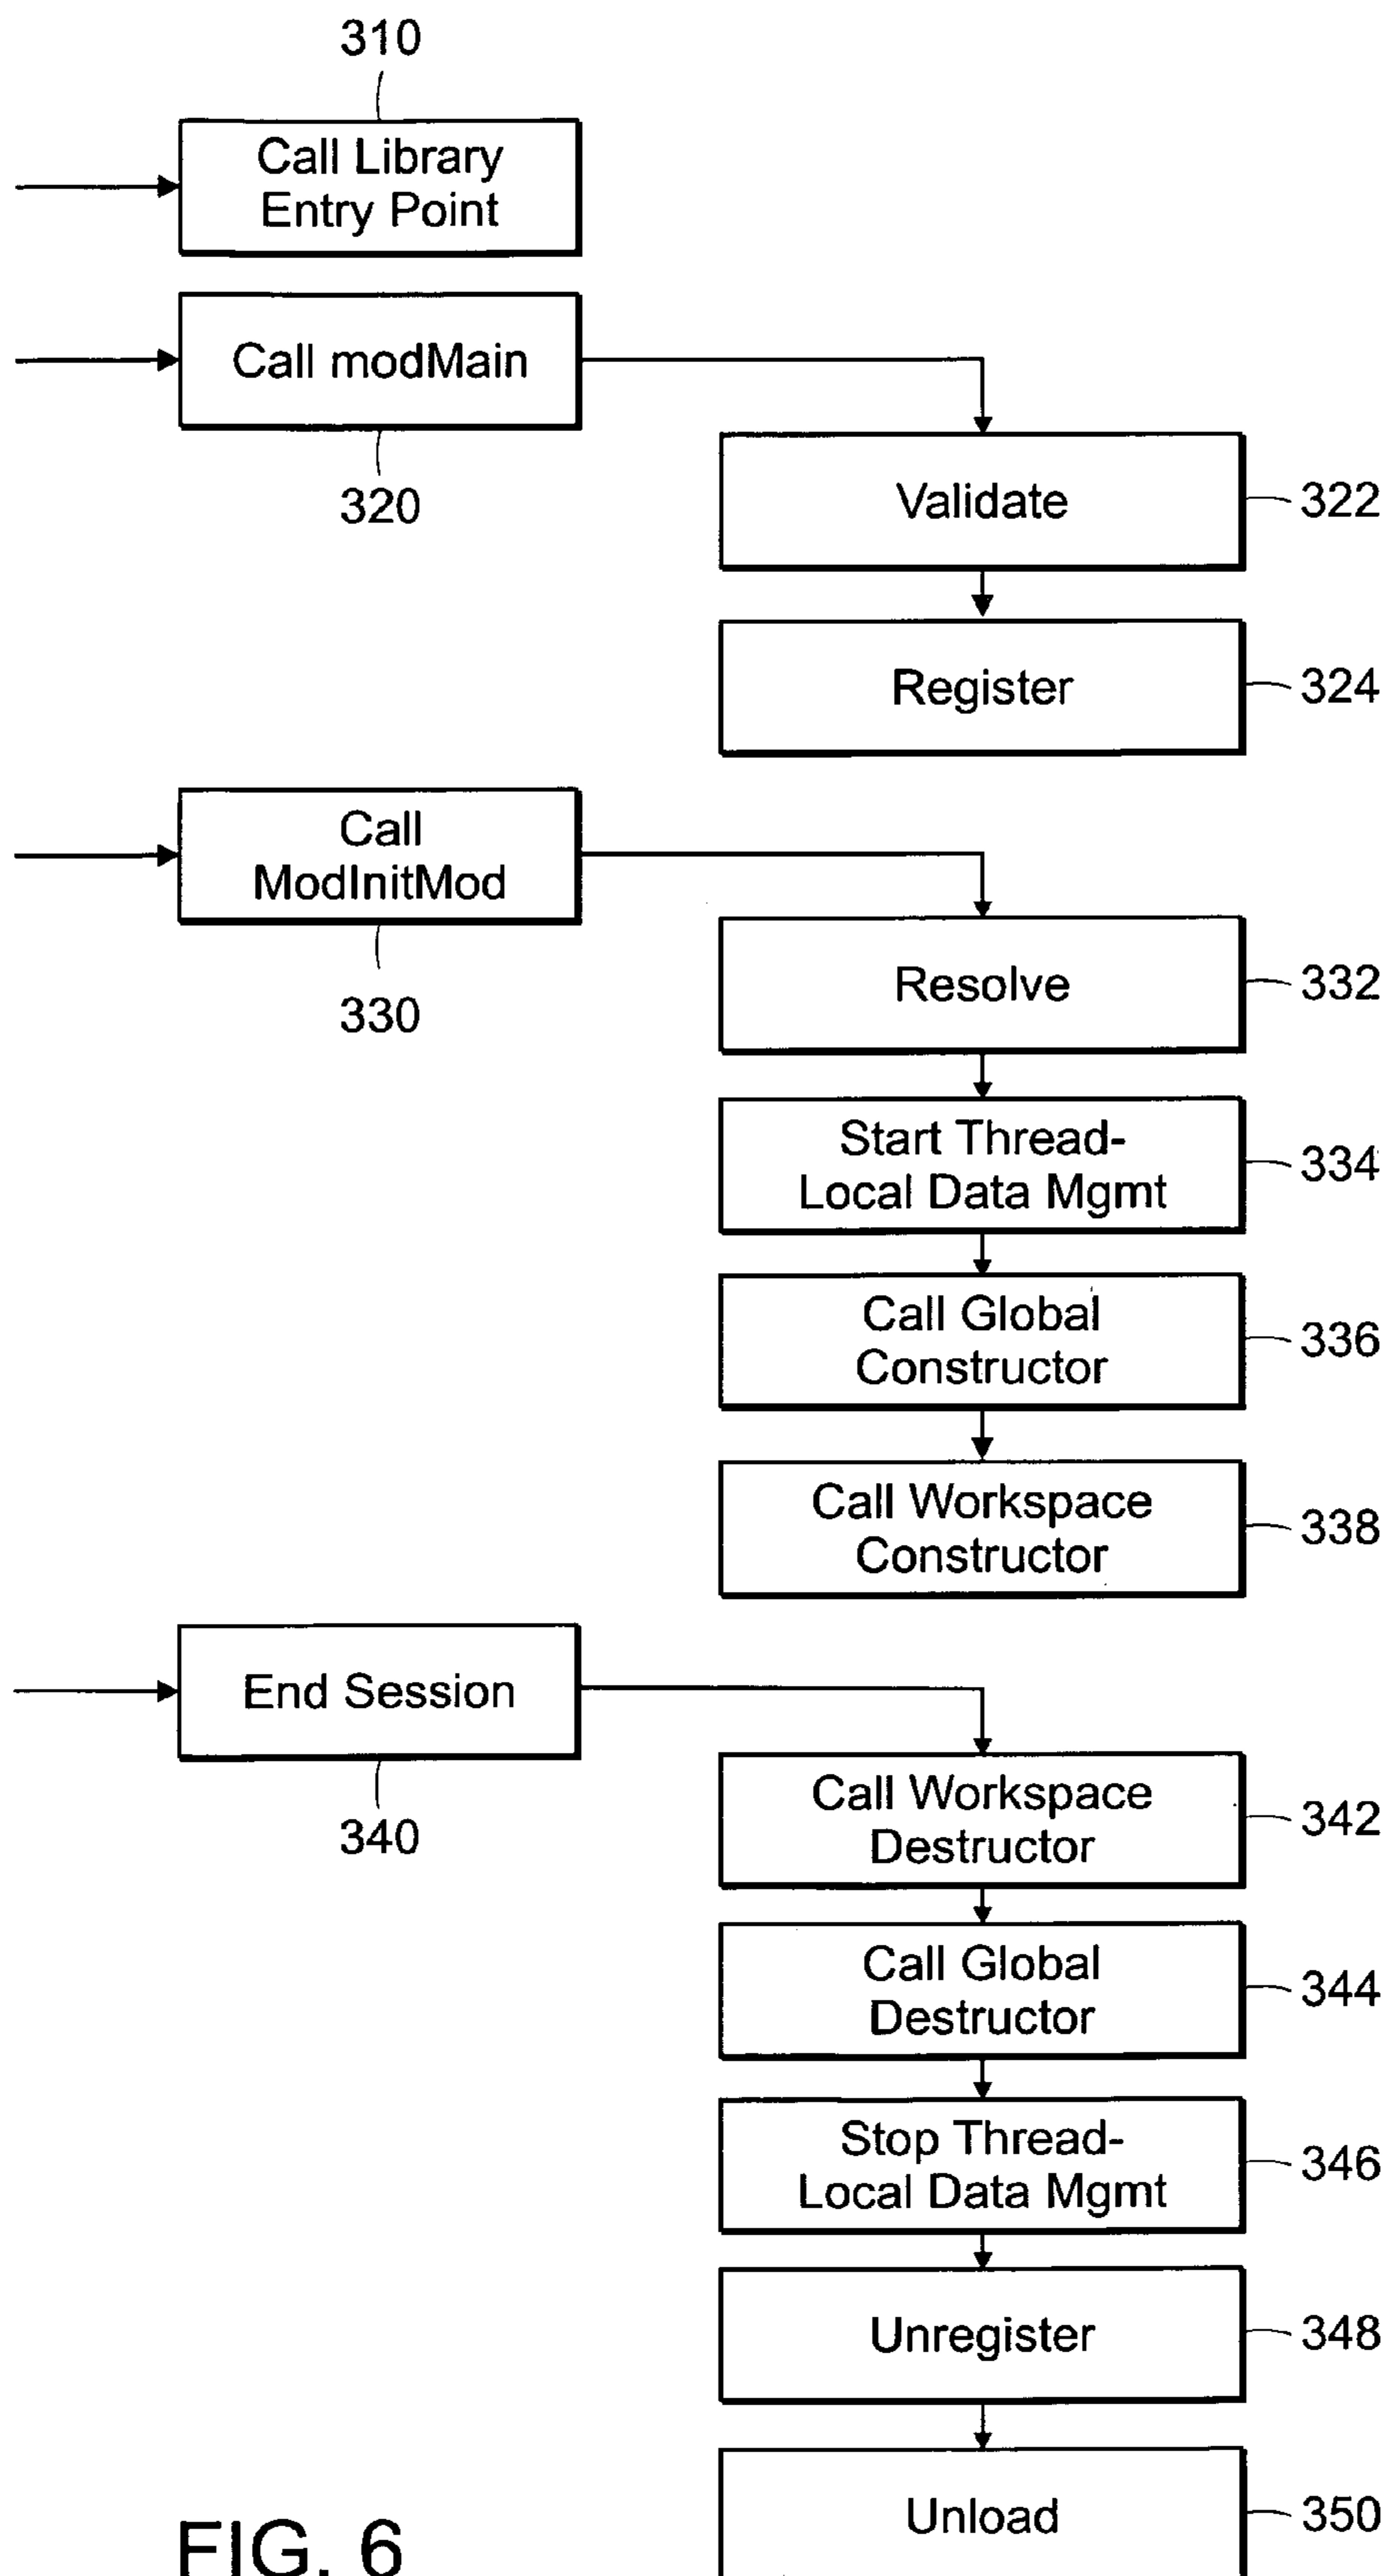 310
Call Library
Entry Point
Call modMain
320
Validate
322
Register
324
Call
ModInitMod
330
Resolve
332
Start Thread-
Local Data Mgmt
334
Call Global
Constructor
336
Call Workspace
Constructor
338
End Session
340
Call Workspace
Destructor
342
Call Global
Destructor
344
Stop Thread-
Local Data Mgmt
346
Unregister
348
Unload
350
FIG. 6